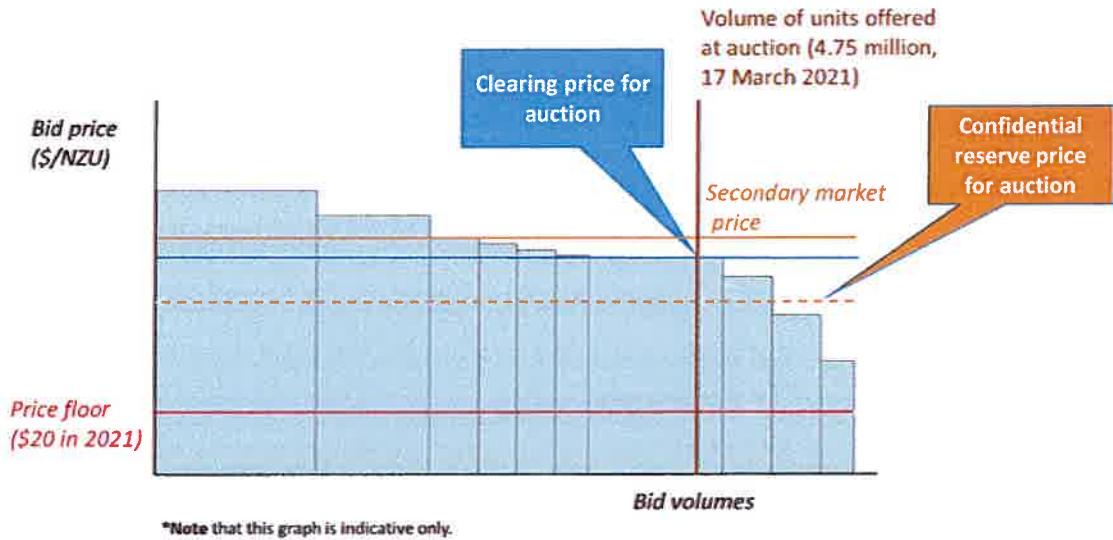 Volume of units offered
at auction (4.75 million,
17 March 2021)
Clearing price for
auction
Bid price
($/NZU)
Confidential
reserve price
for auction
Secondary market
price
Price floor
($20 in 2021)
Bid volumes
*Note that this graph is indicative only.